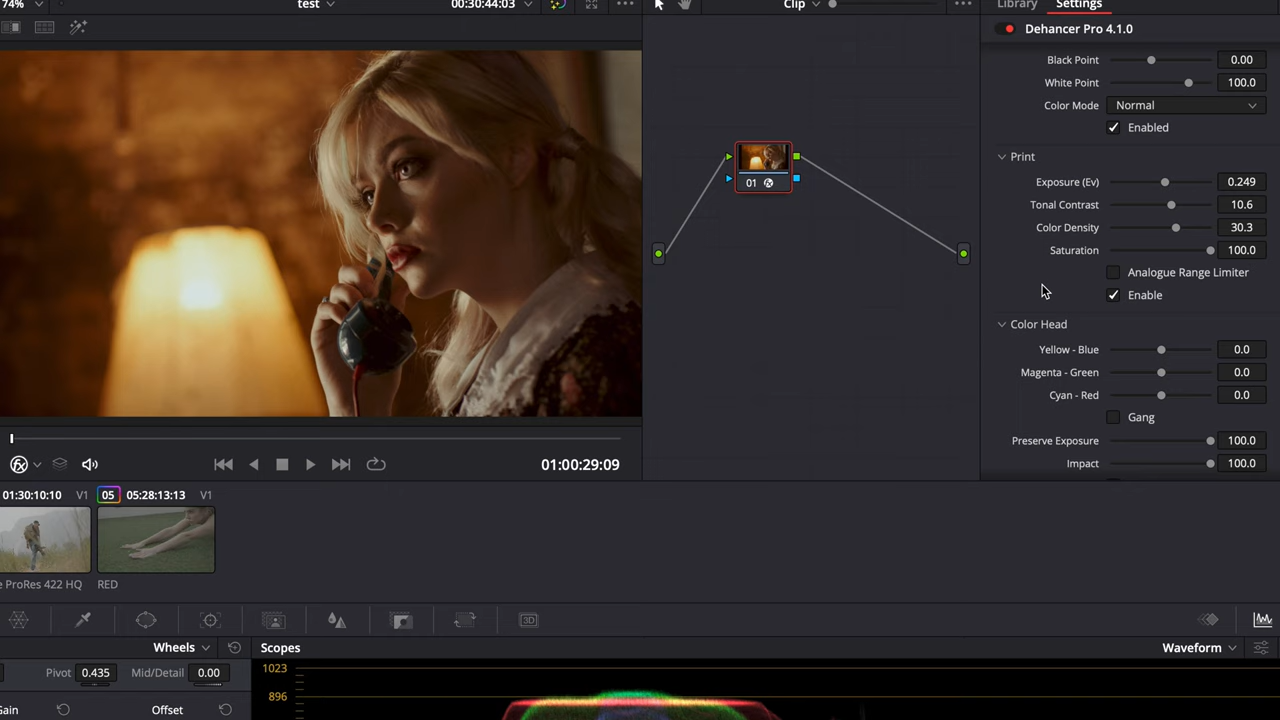 74%
test
00:30:44:03
Clip
Library
Settings
Dehancer Pro 4.1.0
Black Point 0.00
White Point 100.0
Color Mode Normal
Enabled
Print
Exposure (Ev) 0.249
Tonal Contrast 10.6
Color Density 30.3
Saturation 100.0
Analogue Range Limiter
Enable
Color Head
Yellow - Blue 0.0
Magenta - Green 0.0
Cyan - Red 0.0
Gang
Preserve Exposure 100.0
Impact 100.0
01
01:00:29:09
01:30:10:10 V1
05 05:28:13:13 V1
e ProRes 422 HQ
RED
3D
Wheels
Scopes
Waveform
Pivot 0.435 Mid/Detail 0.00
1023
896
Gain
Offset